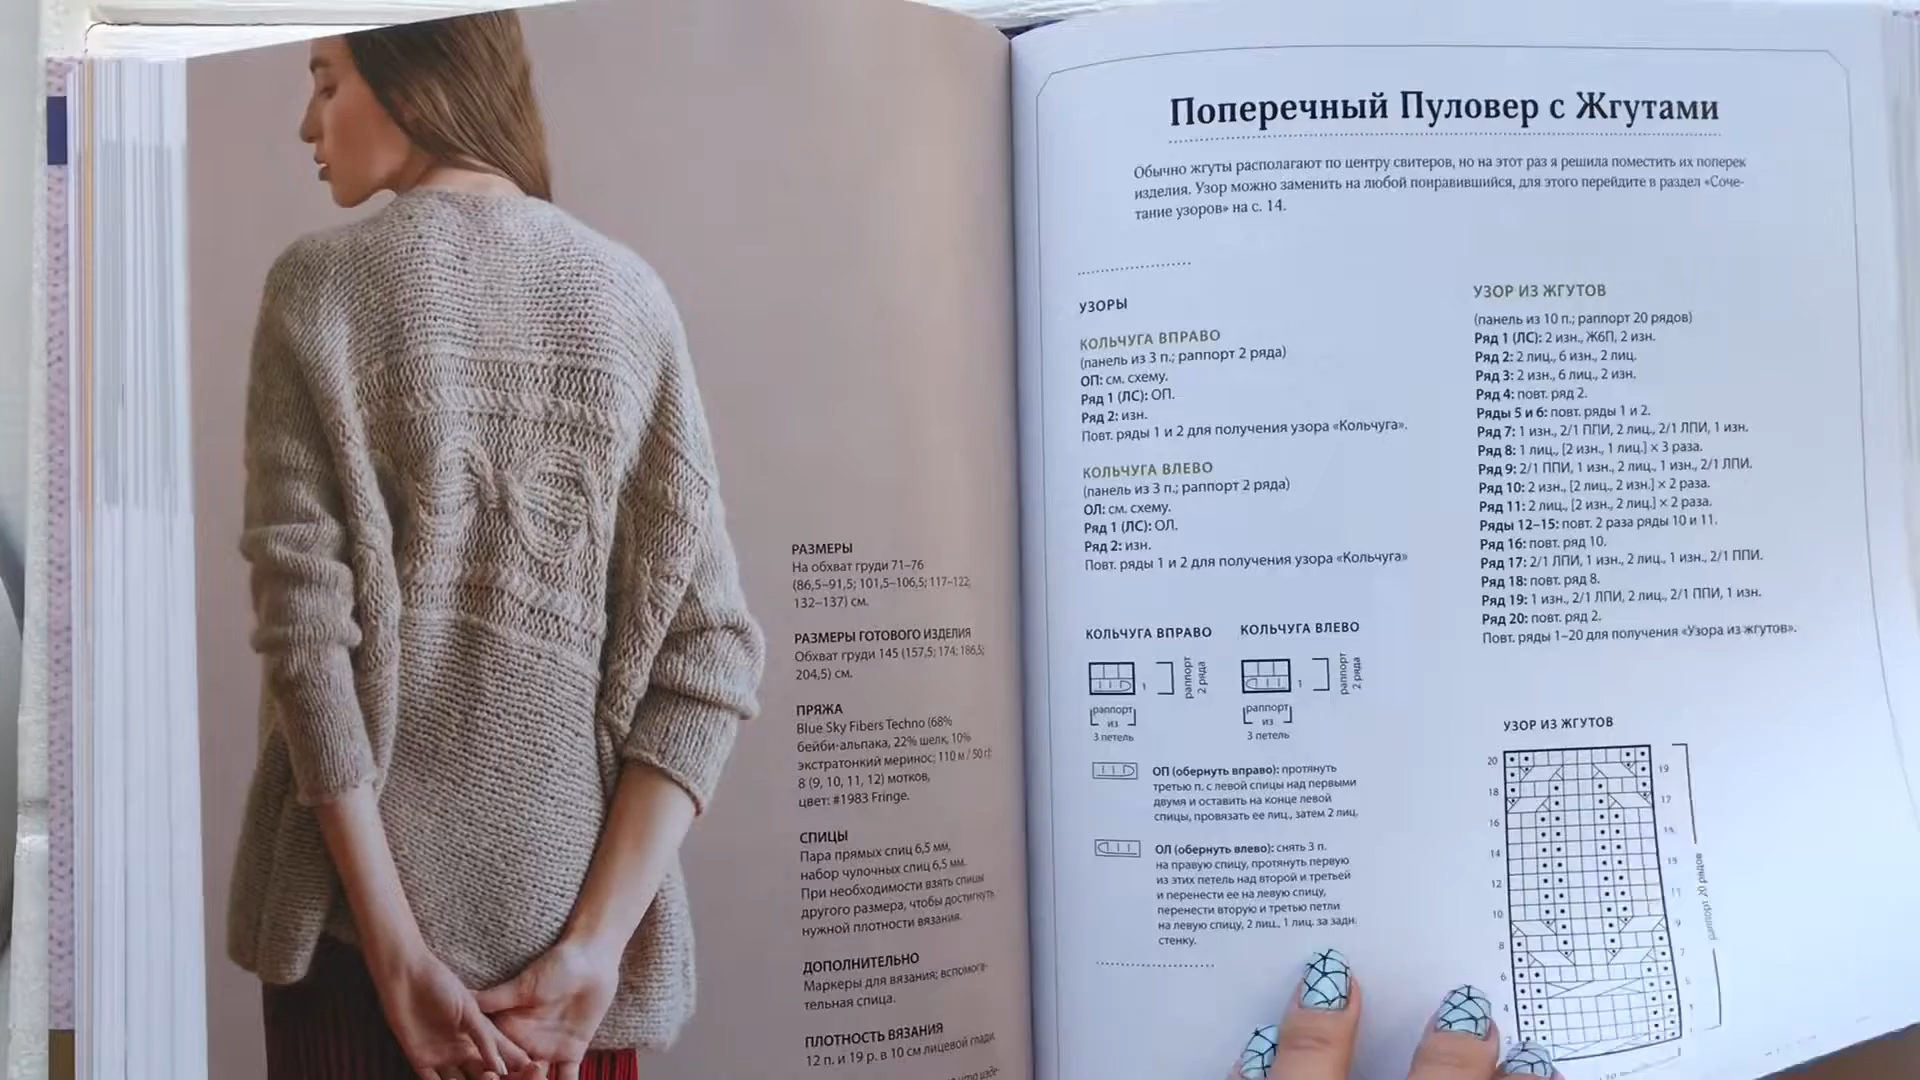 РАЗМЕРЫ
На обхват груди 71–76
(86,5–91,5; 101,5–106,5; 117–122;
132–137) см.
РАЗМЕРЫ ГОТОВОГО ИЗДЕЛИЯ
Обхват груди 145 (157,5; 174; 186,5;
204,5) см.
ПРЯЖА
Blue Sky Fibers Techno (68%
бейби-альпака, 22% шелк, 10%
экстратонкий меринос; 110 м / 50 г):
8 (9, 10, 11, 12) мотков,
цвет: #1983 Fringe.
СПИЦЫ
Пара прямых спиц 6,5 мм,
набор чулочных спиц 6,5 мм.
При необходимости взять спицы
другого размера, чтобы достигнуть
нужной плотности вязания.
ДОПОЛНИТЕЛЬНО
Маркеры для вязания; вспомога-
тельная спица.
ПЛОТНОСТЬ ВЯЗАНИЯ
12 п. и 19 р. в 10 см лицевой глади.
Поперечный Пуловер с Жгутами
Обычно жгуты располагают по центру свитеров, но на этот раз я решила поместить их поперек
изделия. Узор можно заменить на любой понравившийся, для этого перейдите в раздел «Соче-
тание узоров» на с. 14.
УЗОРЫ
КОЛЬЧУГА ВПРАВО
(панель из 3 п.; раппорт 2 ряда)
ОП: см. схему.
Ряд 1 (ЛС): ОП.
Ряд 2: изн.
Повт. ряды 1 и 2 для получения узора «Кольчуга».
КОЛЬЧУГА ВЛЕВО
(панель из 3 п.; раппорт 2 ряда)
ОЛ: см. схему.
Ряд 1 (ЛС): ОЛ.
Ряд 2: изн.
Повт. ряды 1 и 2 для получения узора «Кольчуга»
КОЛЬЧУГА ВПРАВО
1
раппорт
2 ряда
раппорт
из
3 петель
КОЛЬЧУГА ВЛЕВО
1
раппорт
2 ряда
раппорт
из
3 петель
ОП (обернуть вправо): протянуть
третью п. с левой спицы над первыми
двумя и оставить на конце левой
спицы, провязать ее лиц., затем 2 лиц.
ОЛ (обернуть влево): снять 3 п.
на правую спицу, протянуть первую
из этих петель над второй и третьей
и перенести ее на левую спицу,
перенести вторую и третью петли
на левую спицу, 2 лиц., 1 лиц. за задн.
стенку.
УЗОР ИЗ ЖГУТОВ
(панель из 10 п.; раппорт 20 рядов)
Ряд 1 (ЛС): 2 изн., Ж6П, 2 изн.
Ряд 2: 2 лиц., 6 изн., 2 лиц.
Ряд 3: 2 изн., 6 лиц., 2 изн.
Ряд 4: повт. ряд 2.
Ряды 5 и 6: повт. ряды 1 и 2.
Ряд 7: 1 изн., 2/1 ППИ, 2 лиц., 2/1 ЛПИ, 1 изн.
Ряд 8: 1 лиц., [2 изн., 1 лиц.] × 3 раза.
Ряд 9: 2/1 ППИ, 1 изн., 2 лиц., 1 изн., 2/1 ЛПИ.
Ряд 10: 2 изн., [2 лиц., 2 изн.] × 2 раза.
Ряд 11: 2 лиц., [2 изн., 2 лиц.] × 2 раза.
Ряды 12–15: повт. 2 раза ряды 10 и 11.
Ряд 16: повт. ряд 10.
Ряд 17: 2/1 ЛПИ, 1 изн., 2 лиц., 1 изн., 2/1 ППИ.
Ряд 18: повт. ряд 8.
Ряд 19: 1 изн., 2/1 ЛПИ, 2 лиц., 2/1 ППИ, 1 изн.
Ряд 20: повт. ряд 2.
Повт. ряды 1–20 для получения «Узора из жгутов».
УЗОР ИЗ ЖГУТОВ
20
19
18
17
16
15
14
13
12
11
10
9
8
7
6
5
4
2
раппорт 20 рядов